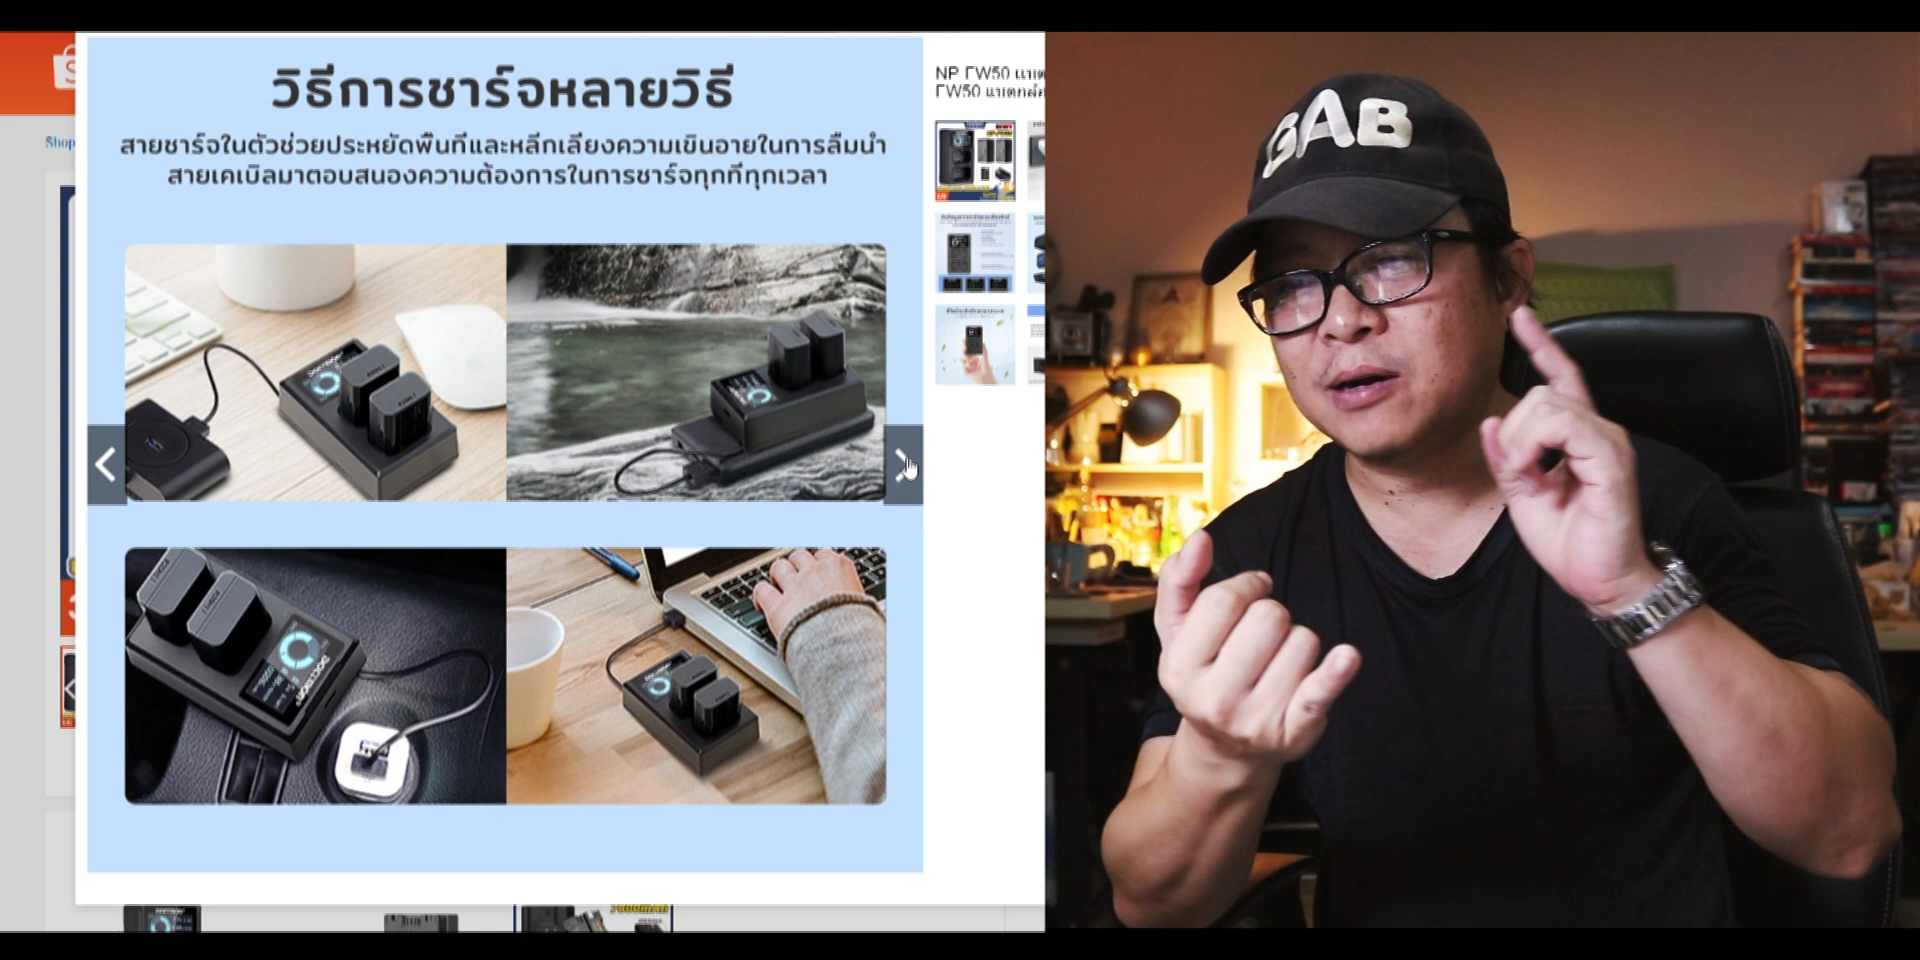 วิธีการชาร์จหลายวิธี
สายชาร์จในตัวช่วยประหยัดพื้นที่และหลีกเลี่ยงความเขินอายในการลืมนำ
สายเคเบิลมาตอบสนองความต้องการในการชาร์จทุกที่ทุกเวลา
Shop
NP FW50
FW50
GAB
7800mAh